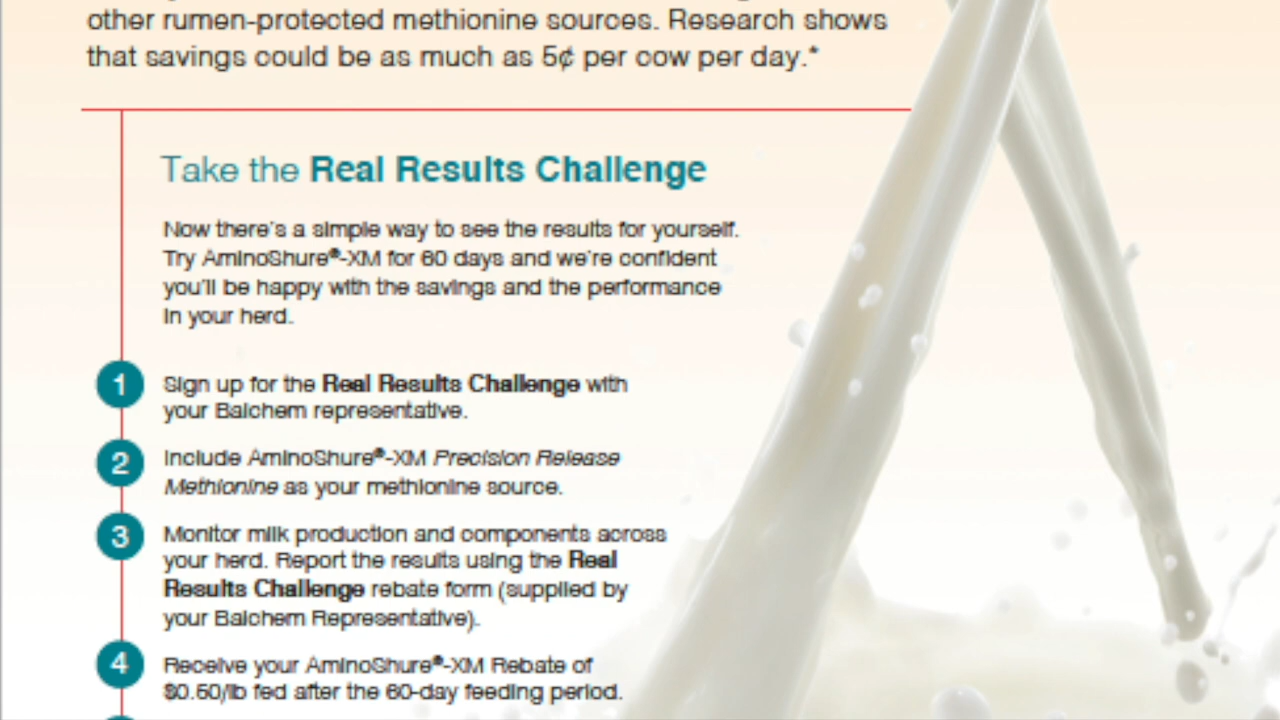 other rumen-protected methionine sources. Research shows
that savings could be as much as 5¢ per cow per day.*
Take the Real Results Challenge
Now there's a simple way to see the results for yourself.
Try AminoShure®-XM for 60 days and we're confident
you'll be happy with the savings and the performance
in your herd.
1 Sign up for the Real Results Challenge with
your Balchem representative.
2 Include AminoShure®-XM Precision Release
Methionine as your methionine source.
3 Monitor milk production and components across
your herd. Report the results using the Real
Results Challenge rebate form (supplied by
your Balchem Representative).
4 Receive your AminoShure®-XM Rebate of
$0.50/lb fed after the 60-day feeding period.